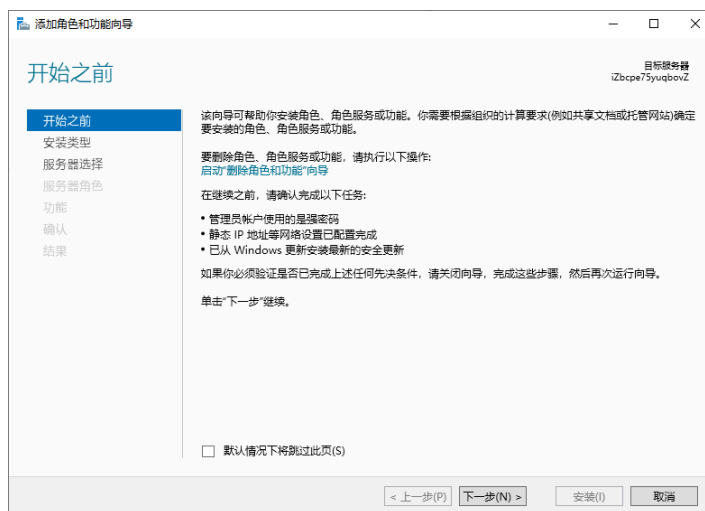 添加角色和功能向导
开始之前
目标服务器
iZbcpe75yuqbovZ
开始之前
安装类型
服务器选择
服务器角色
功能
确认
结果
该向导可帮助你安装角色、角色服务或功能。你需要根据组织的计算要求(例如共享文档或托管网站)确定
要安装的角色、角色服务或功能。
要删除角色、角色服务或功能，请执行以下操作:
启动“删除角色和功能”向导
在继续之前，请确认完成以下任务:
• 管理员帐户使用的是强密码
• 静态 IP 地址等网络设置已配置完成
• 已从 Windows 更新安装最新的安全更新
如果你必须验证是否已完成上述任何先决条件，请关闭向导，完成这些步骤，然后再次运行向导。
单击“下一步”继续。
默认情况下将跳过此页(S)
< 上一步(P)
下一步(N) >
安装(I)
取消